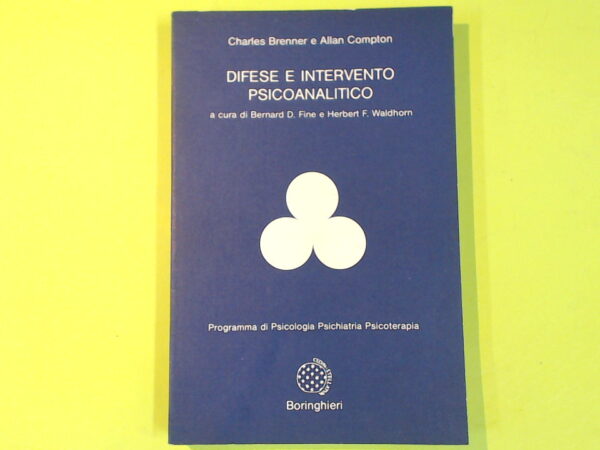 Charles Brenner e Allan Compton
DIFESE E INTERVENTO
PSICOANALITICO
a cura di Bernard D. Fine e Herbert F. Waldhorn
Programma di Psicologia Psichiatria Psicoterapia
Boringhieri